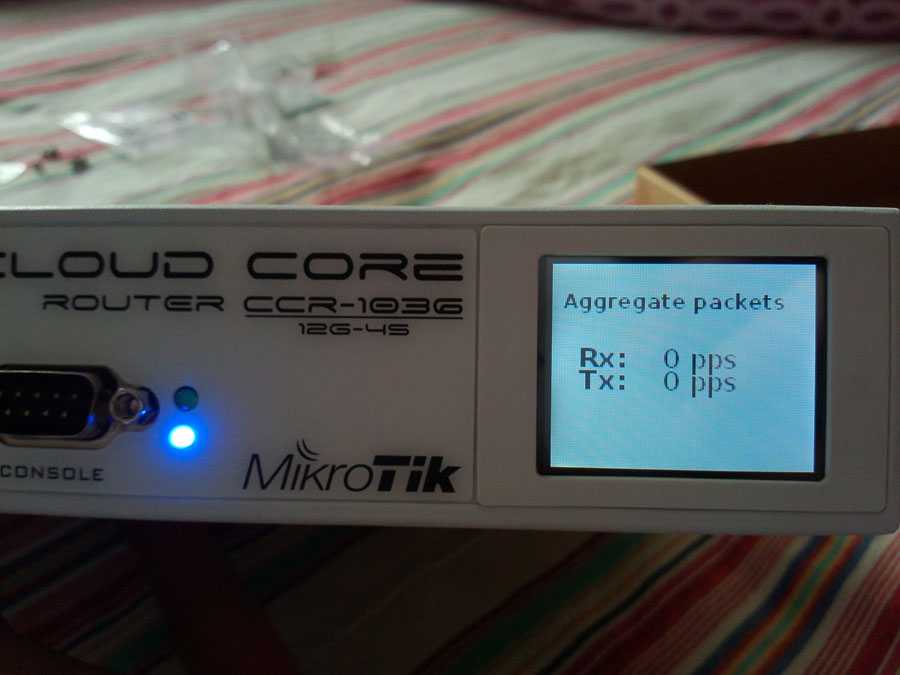 CLOUD CORE
ROUTER CCR-1036
12G-4S
CONSOLE
MikroTik
Aggregate packets
Rx: 0 pps
Tx: 0 pps